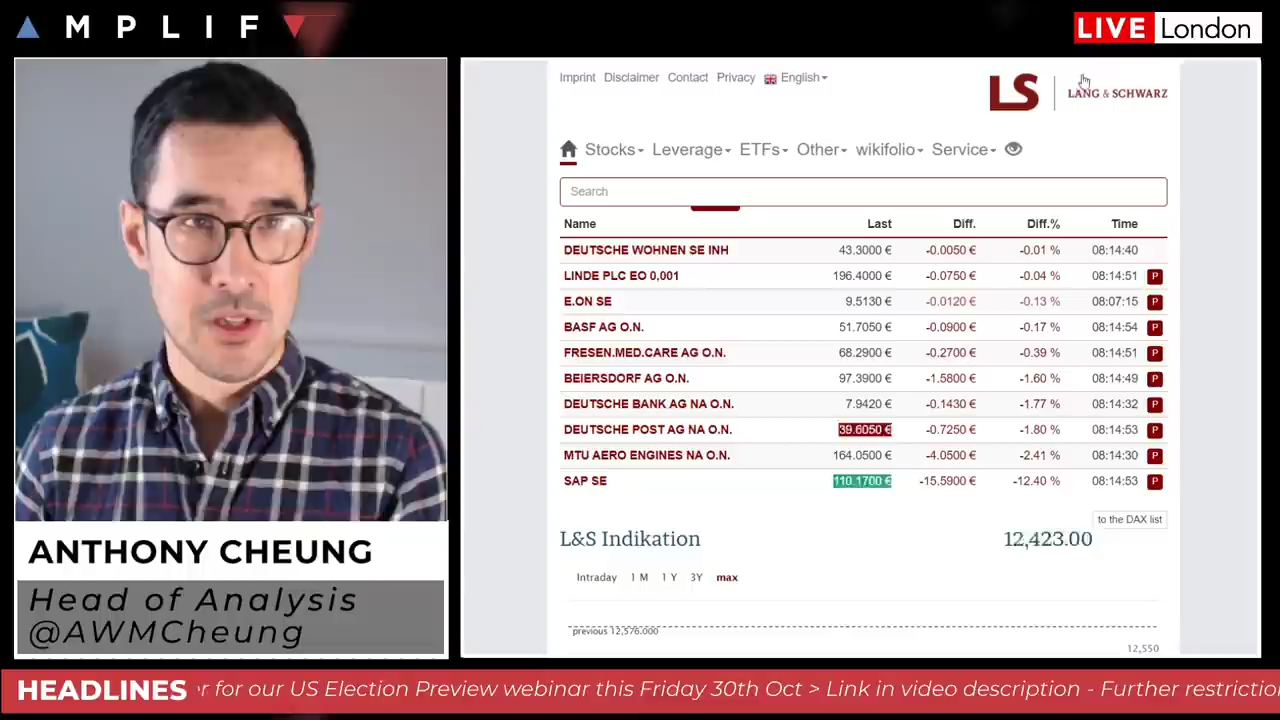 AMPLIFY
LIVE London
Imprint Disclaimer Contact Privacy English
LS LANG & SCHWARZ
Stocks Leverage ETFs Other wikifolio Service
Search
Name Last Diff. Diff.% Time
DEUTSCHE WOHNEN SE INH 43.3000 € -0.0050 € -0.01 % 08:14:40
LINDE PLC EO 0,001 196.4000 € -0.0750 € -0.04 % 08:14:51 P
E.ON SE 9.5130 € -0.0120 € -0.13 % 08:07:15 P
BASF AG O.N. 51.7050 € -0.0900 € -0.17 % 08:14:54 P
FRESEN.MED.CARE AG O.N. 68.2900 € -0.2700 € -0.39 % 08:14:51 P
BEIERSDORF AG O.N. 97.3900 € -1.5800 € -1.60 % 08:14:49 P
DEUTSCHE BANK AG NA O.N. 7.9420 € -0.1430 € -1.77 % 08:14:32 P
DEUTSCHE POST AG NA O.N. 39.6050 € -0.7250 € -1.80 % 08:14:53 P
MTU AERO ENGINES NA O.N. 164.0500 € -4.0500 € -2.41 % 08:14:30 P
SAP SE 110.1700 € -15.5900 € -12.40 % 08:14:53 P
to the DAX list
L&S Indikation 12,423.00
Intraday 1 M 1 Y 3Y max
previous 12,576.000
12,550
ANTHONY CHEUNG
Head of Analysis
@AWMCheung
HEADLINES r for our US Election Preview webinar this Friday 30th Oct > Link in video description - Further restrictio